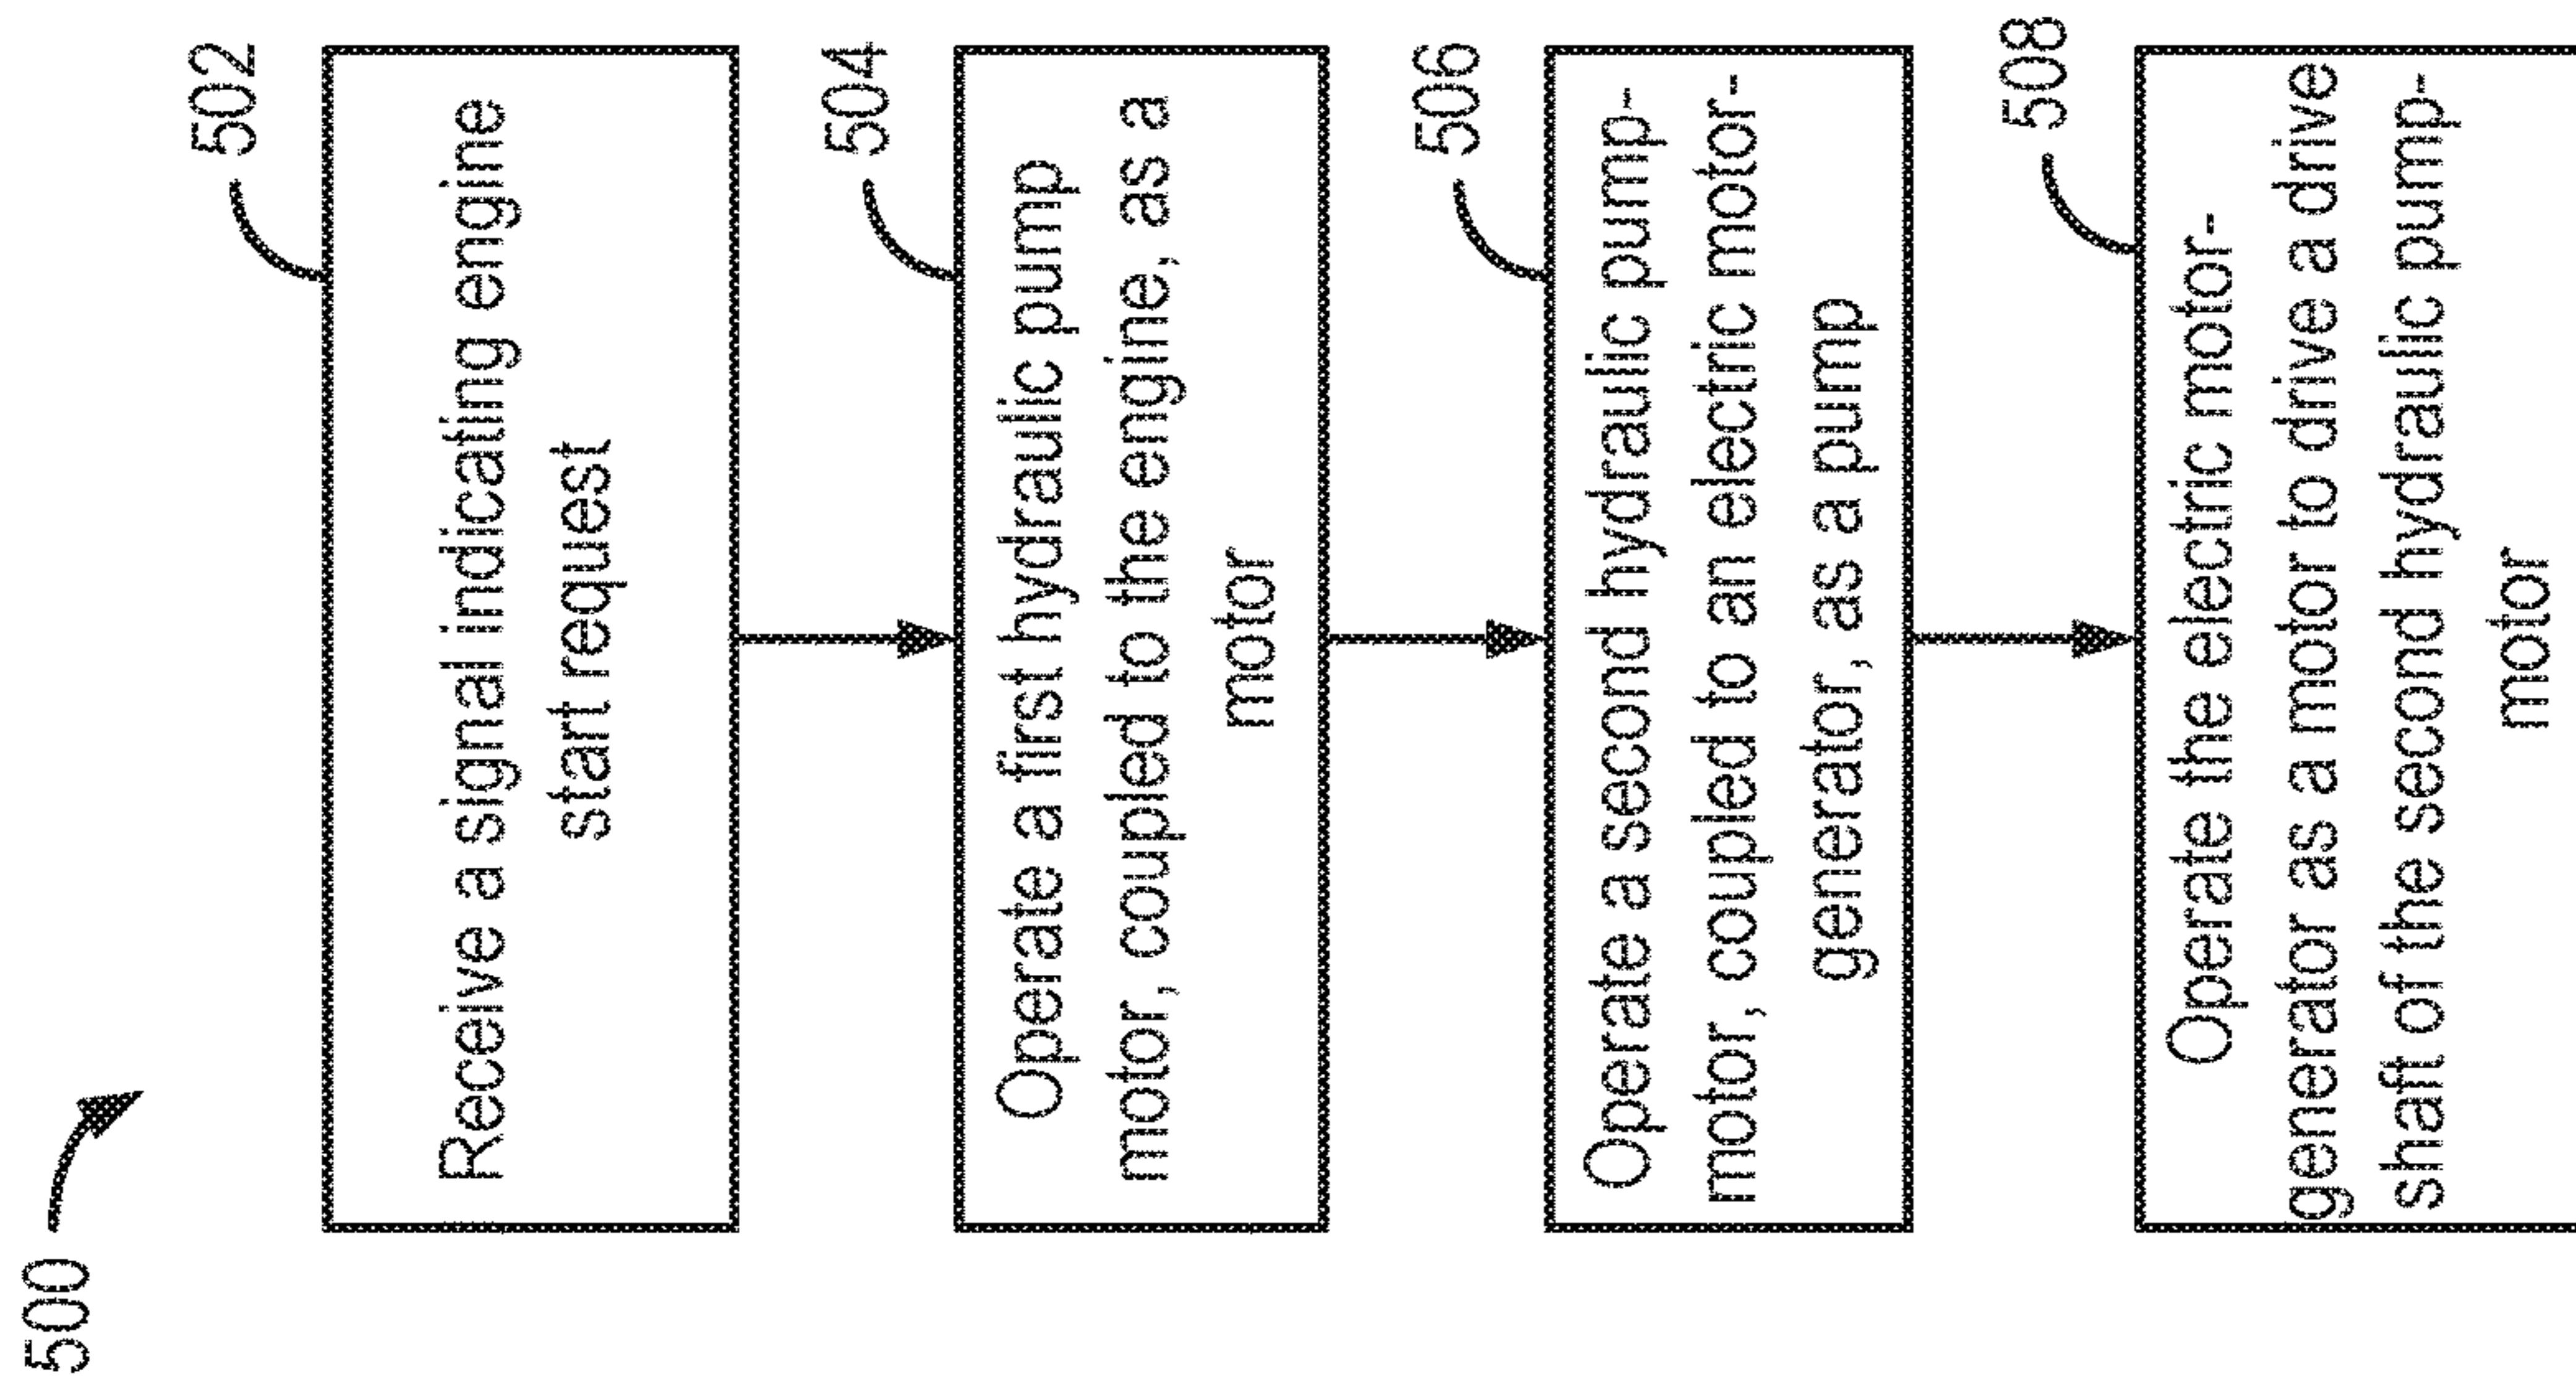 500
502
Receive a signal indicating engine
start request
504
Operate a first hydraulic pump
motor, coupled to the engine, as a
motor
506
Operate a second hydraulic pump-
motor, coupled to an electric motor-
generator, as a pump
508
Operate the electric motor-
generator as a motor to drive a drive
shaft of the second hydraulic pump-
motor